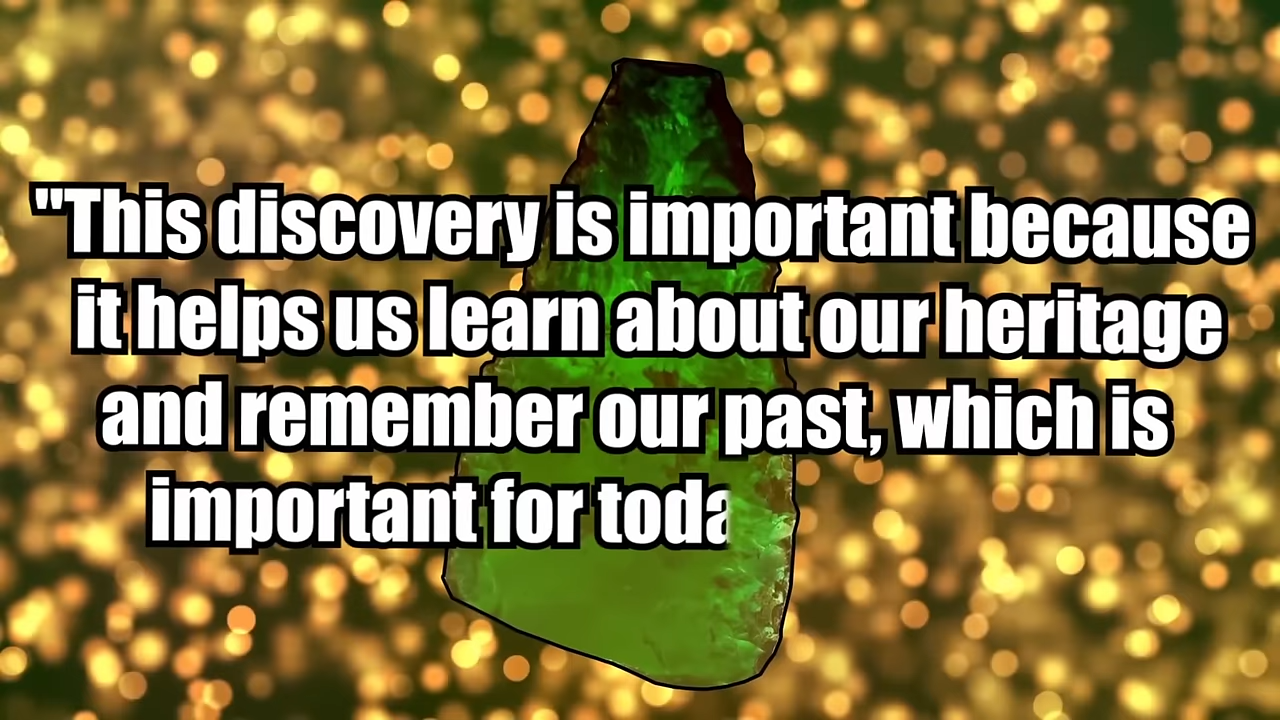 "This discovery is important because
it helps us learn about our heritage
and remember our past, which is
important for toda